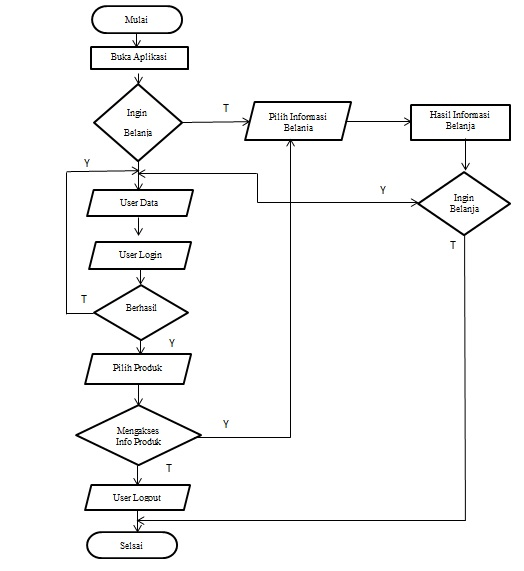 Mulai
Buka Aplikasi
Ingin
Belanja
T
Pilih Informasi
Belanja
Hasil Informasi
Belanja
Y
Y
Ingin
Belanja
User Data
T
User Login
T
Berhasil
Y
Pilih Produk
Y
Mengakses
Info Produk
T
User Logout
Selsai